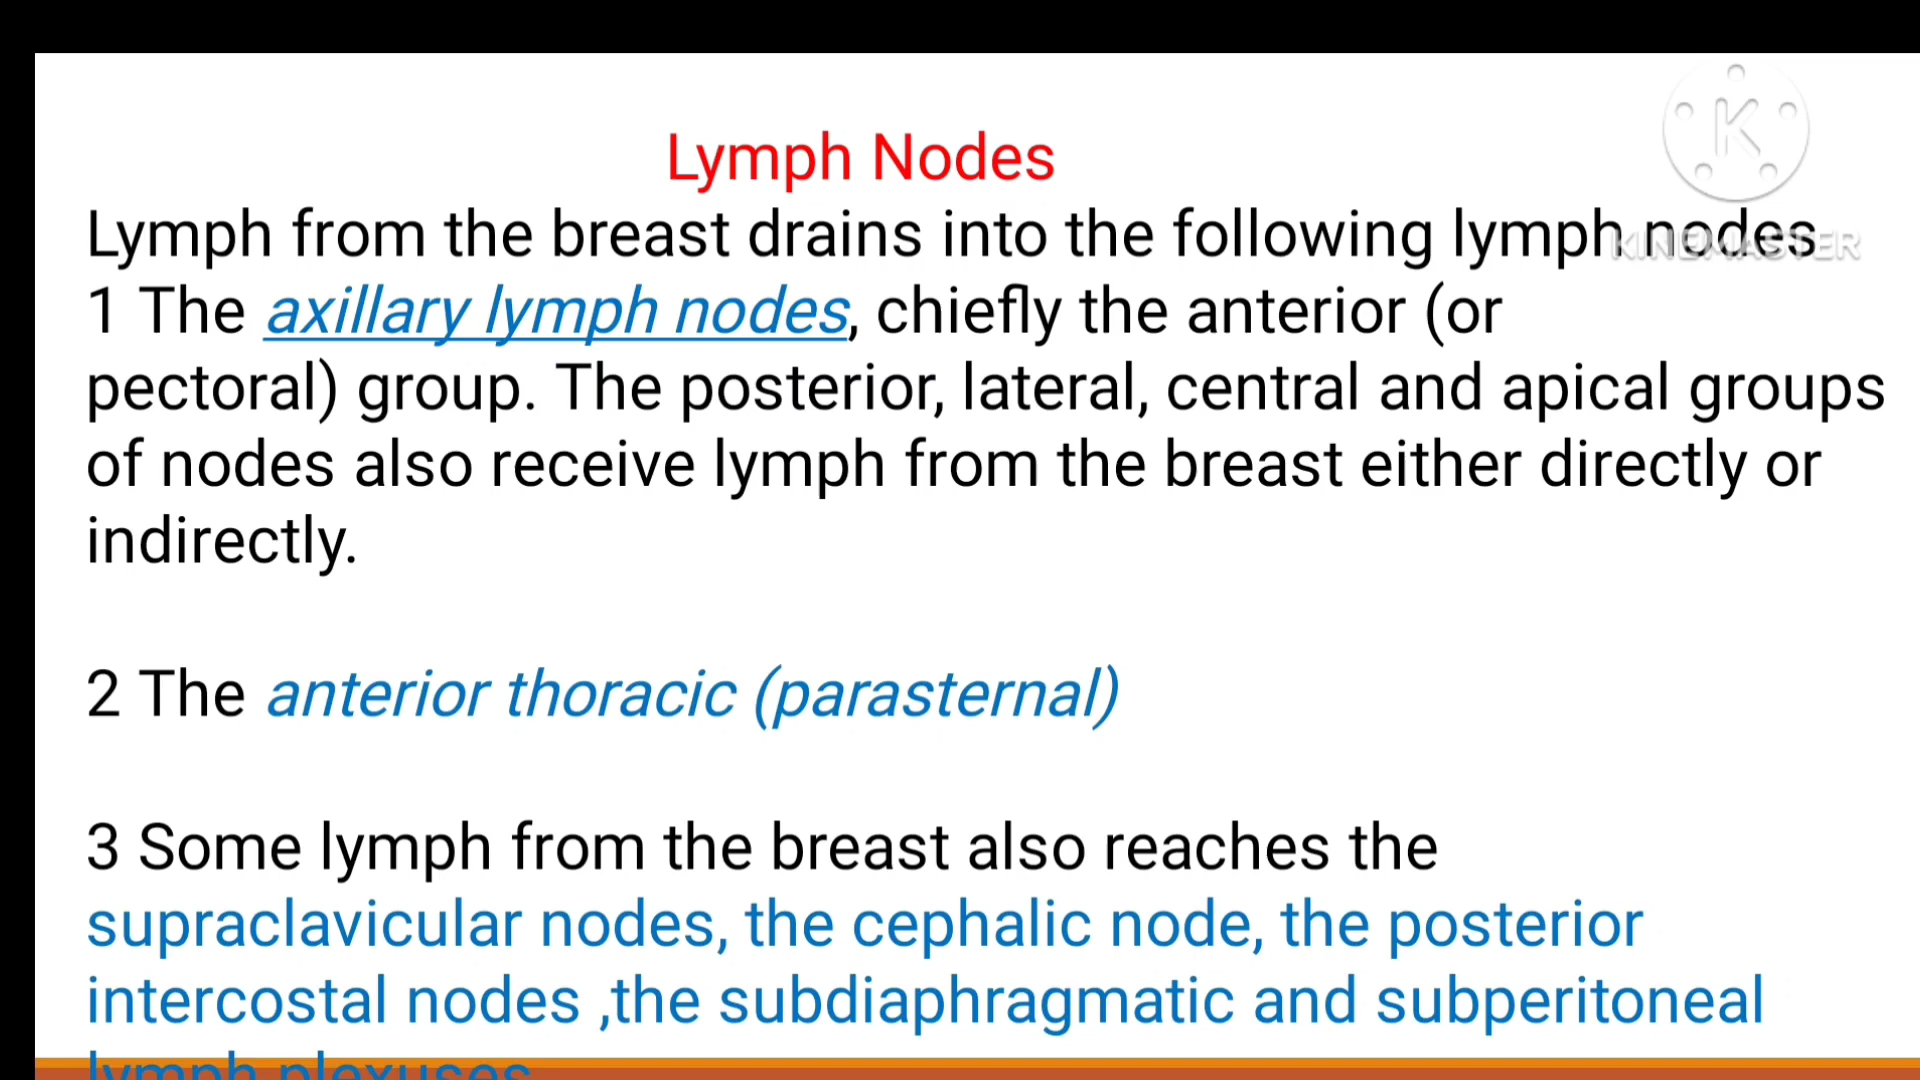 Lymph Nodes
Lymph from the breast drains into the following lymph nodes
KINEMASTER
1 The axillary lymph nodes, chiefly the anterior (or
pectoral) group. The posterior, lateral, central and apical groups
of nodes also receive lymph from the breast either directly or
indirectly.
2 The anterior thoracic (parasternal)
3 Some lymph from the breast also reaches the
supraclavicular nodes, the cephalic node, the posterior
intercostal nodes ,the subdiaphragmatic and subperitoneal
lymph plexuses